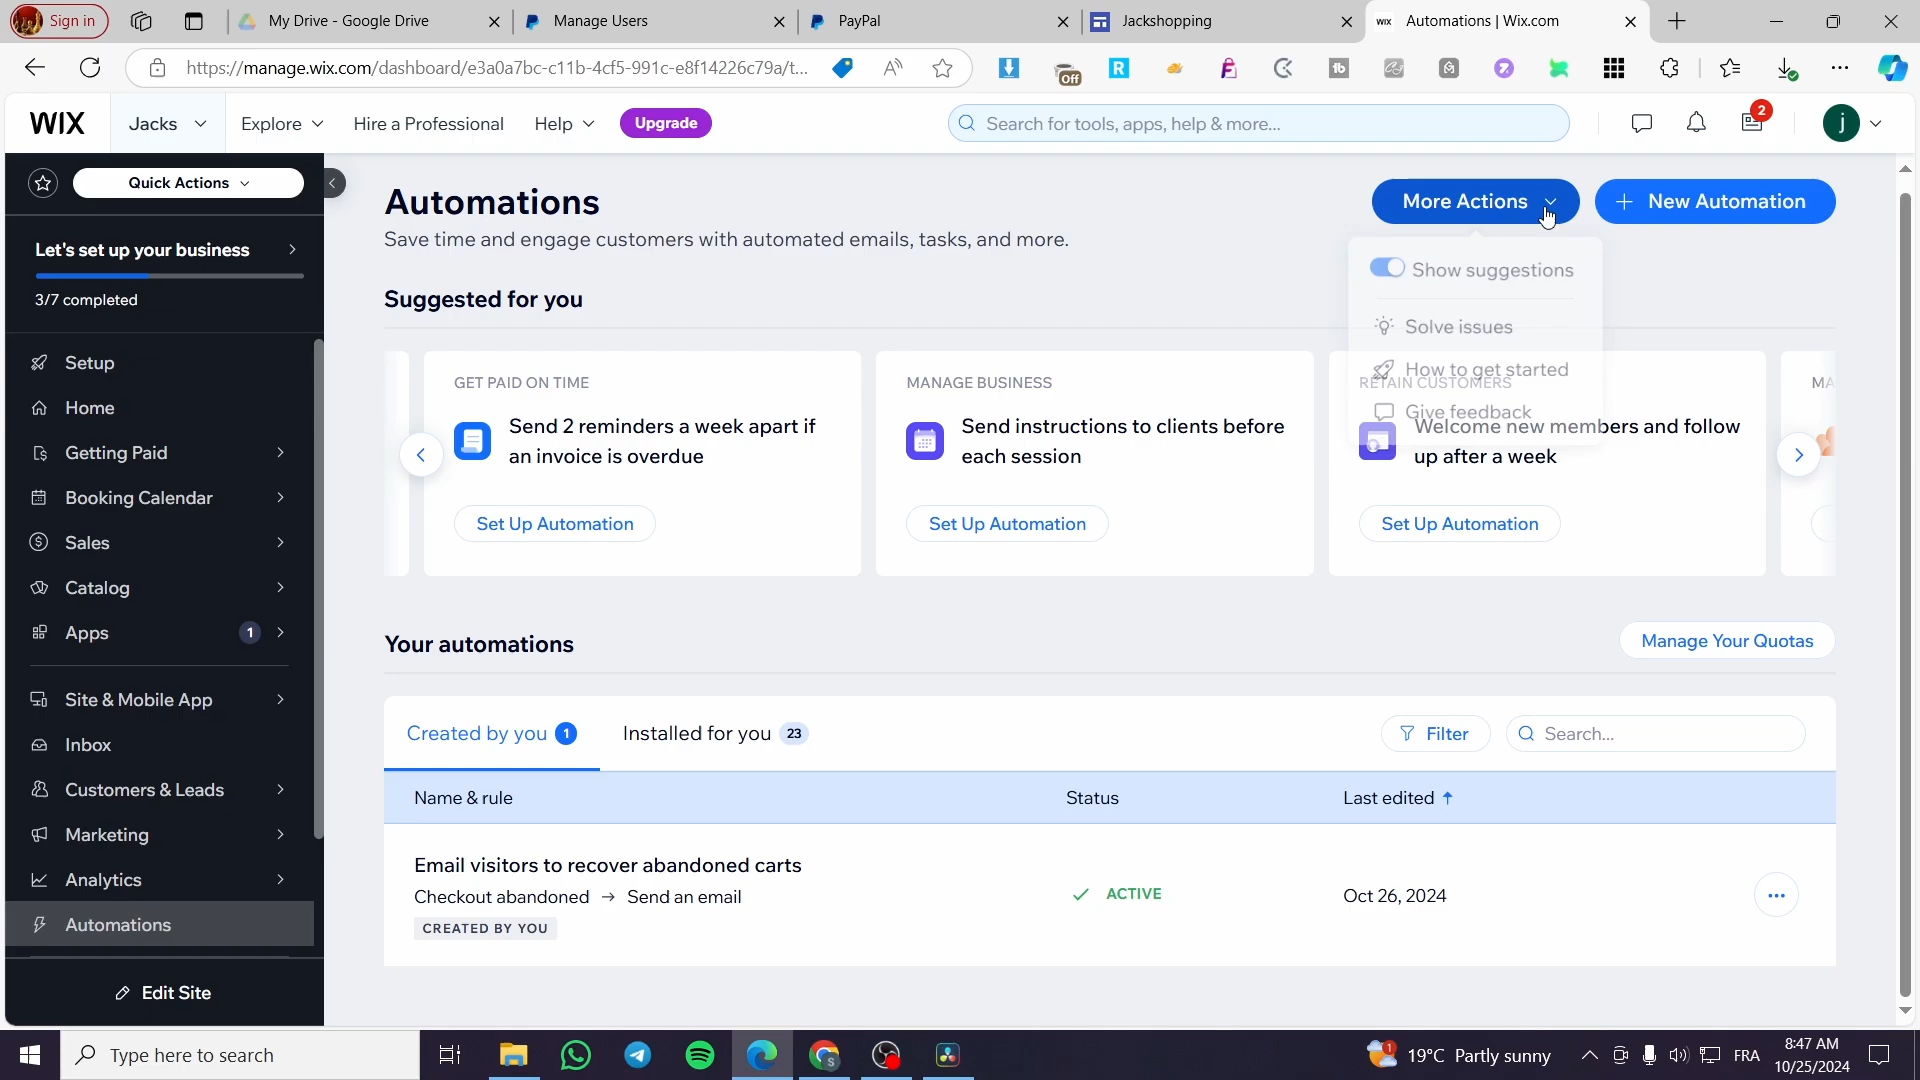 Sign in
My Drive - Google Drive
Manage Users
PayPal
Jackshopping
WIX Automations | Wix.com
https://manage.wix.com/dashboard/e3a0a7bc-c11b-4cf5-991c-e8f14226c79a/t...
Off
WIX
Jacks
Explore
Hire a Professional
Help
Upgrade
Search for tools, apps, help & more...
2
j
Quick Actions
Let's set up your business
3/7 completed
Setup
Home
Getting Paid
Booking Calendar
Sales
Catalog
Apps 1
Site & Mobile App
Inbox
Customers & Leads
Marketing
Analytics
Automations
Edit Site
Automations
Save time and engage customers with automated emails, tasks, and more.
More Actions
+ New Automation
Show suggestions
Solve issues
How to get started
Give feedback
Suggested for you
GET PAID ON TIME
Send 2 reminders a week apart if
an invoice is overdue
Set Up Automation
MANAGE BUSINESS
Send instructions to clients before
each session
Set Up Automation
RETAIN CUSTOMERS
Welcome new members and follow
up after a week
Set Up Automation
MA
Your automations
Manage Your Quotas
Created by you 1
Installed for you 23
Filter
Search...
Name & rule
Status
Last edited
Email visitors to recover abandoned carts
Checkout abandoned → Send an email
CREATED BY YOU
ACTIVE
Oct 26, 2024
Type here to search
19°C Partly sunny
FRA
8:47 AM
10/25/2024